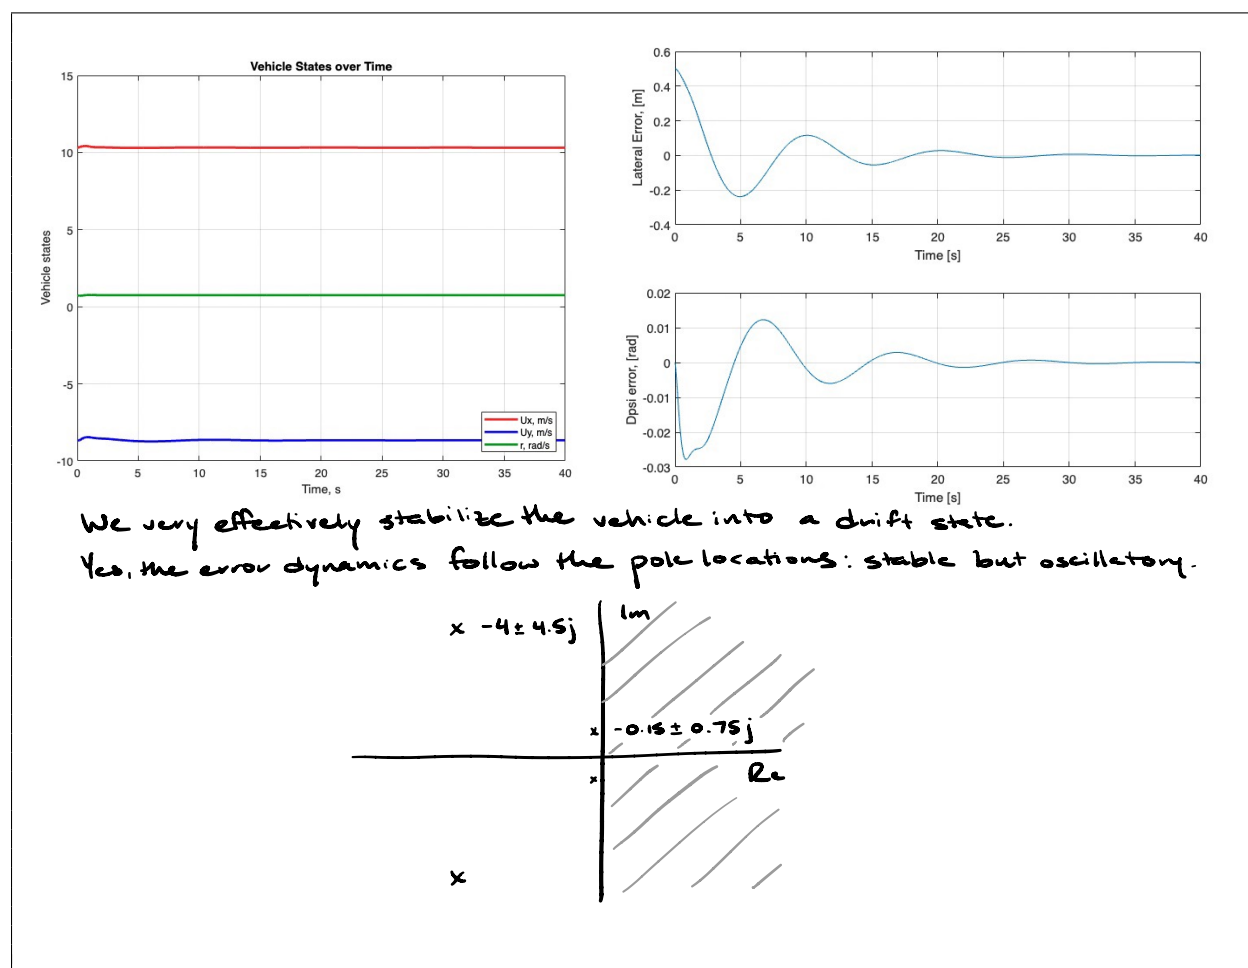 Vehicle States over Time
15
10
5
0
-5
-10
Vehicle states
0 5 10 15 20 25 30 35 40
Time, s
Ux, m/s
Uy, m/s
r, rad/s
0.6
0.4
0.2
0
-0.2
-0.4
Lateral Error, [m]
0 5 10 15 20 25 30 35 40
Time [s]
0.02
0.01
0
-0.01
-0.02
-0.03
Dpsi error, [rad]
0 5 10 15 20 25 30 35 40
Time [s]
We very effectively stabilize the vehicle into a drift state.
Yes, the error dynamics follow the pole locations: stable but oscillatory.
Im
x -4 ± 4.5j
x -0.15 ± 0.75j
Re
x
x